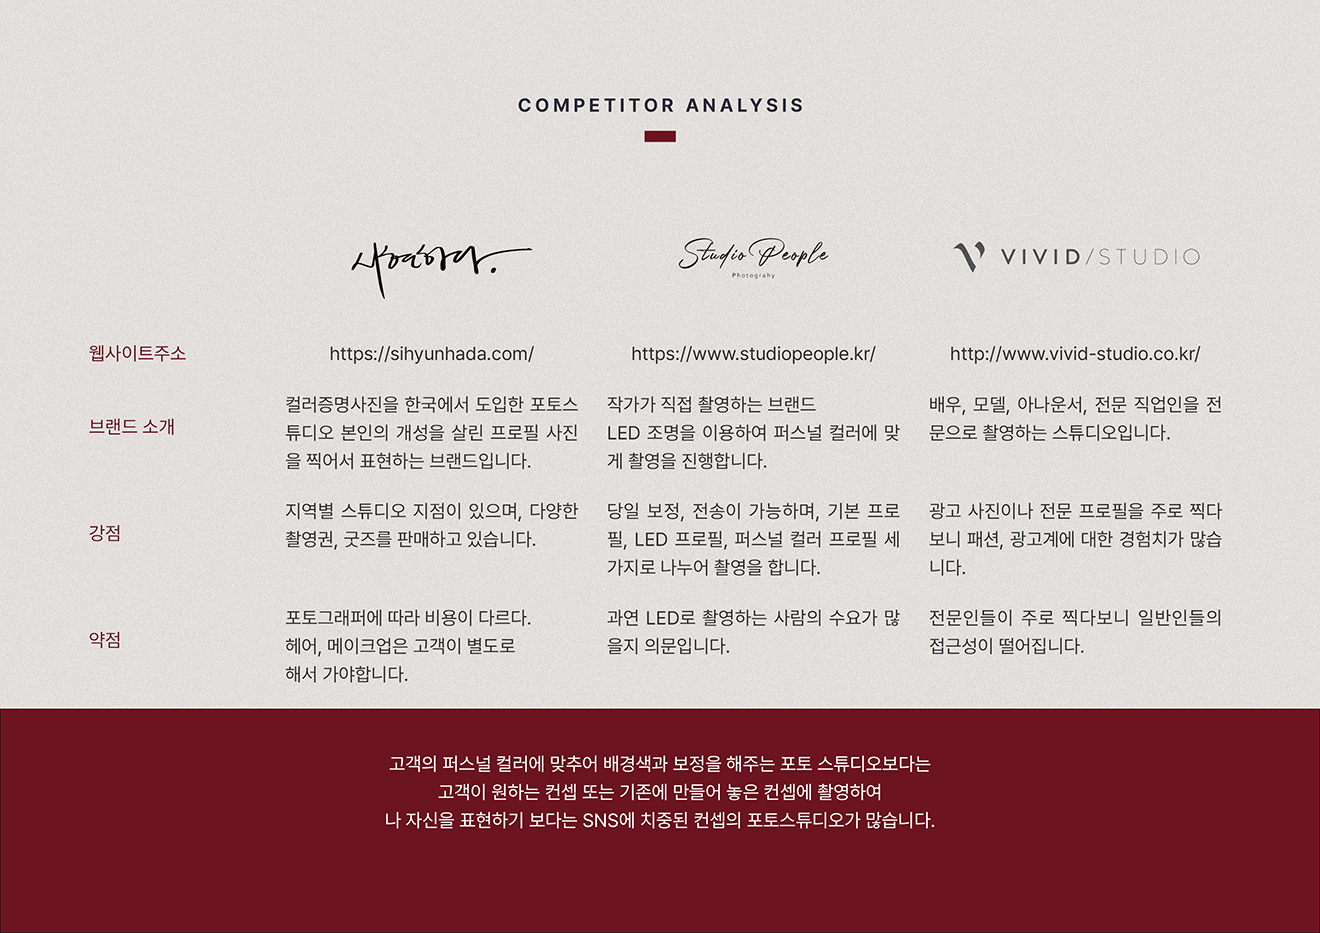 COMPETITOR ANALYSIS
시현하다.
Studio People
Photograhy
VIVID/STUDIO
웹사이트주소
https://sihyunhada.com/
https://www.studiopeople.kr/
http://www.vivid-studio.co.kr/
브랜드 소개
컬러증명사진을 한국에서 도입한 포토스
튜디오 본인의 개성을 살린 프로필 사진
을 찍어서 표현하는 브랜드입니다.
작가가 직접 촬영하는 브랜드
LED 조명을 이용하여 퍼스널 컬러에 맞
게 촬영을 진행합니다.
배우, 모델, 아나운서, 전문 직업인을 전
문으로 촬영하는 스튜디오입니다.
강점
지역별 스튜디오 지점이 있으며, 다양한
촬영권, 굿즈를 판매하고 있습니다.
당일 보정, 전송이 가능하며, 기본 프로
필, LED 프로필, 퍼스널 컬러 프로필 세
가지로 나누어 촬영을 합니다.
광고 사진이나 전문 프로필을 주로 찍다
보니 패션, 광고계에 대한 경험치가 많습
니다.
약점
포토그래퍼에 따라 비용이 다르다.
헤어, 메이크업은 고객이 별도로
해서 가야합니다.
과연 LED로 촬영하는 사람의 수요가 많
을지 의문입니다.
전문인들이 주로 찍다보니 일반인들의
접근성이 떨어집니다.
고객의 퍼스널 컬러에 맞추어 배경색과 보정을 해주는 포토 스튜디오보다는
고객이 원하는 컨셉 또는 기존에 만들어 놓은 컨셉에 촬영하여
나 자신을 표현하기 보다는 SNS에 치중된 컨셉의 포토스튜디오가 많습니다.